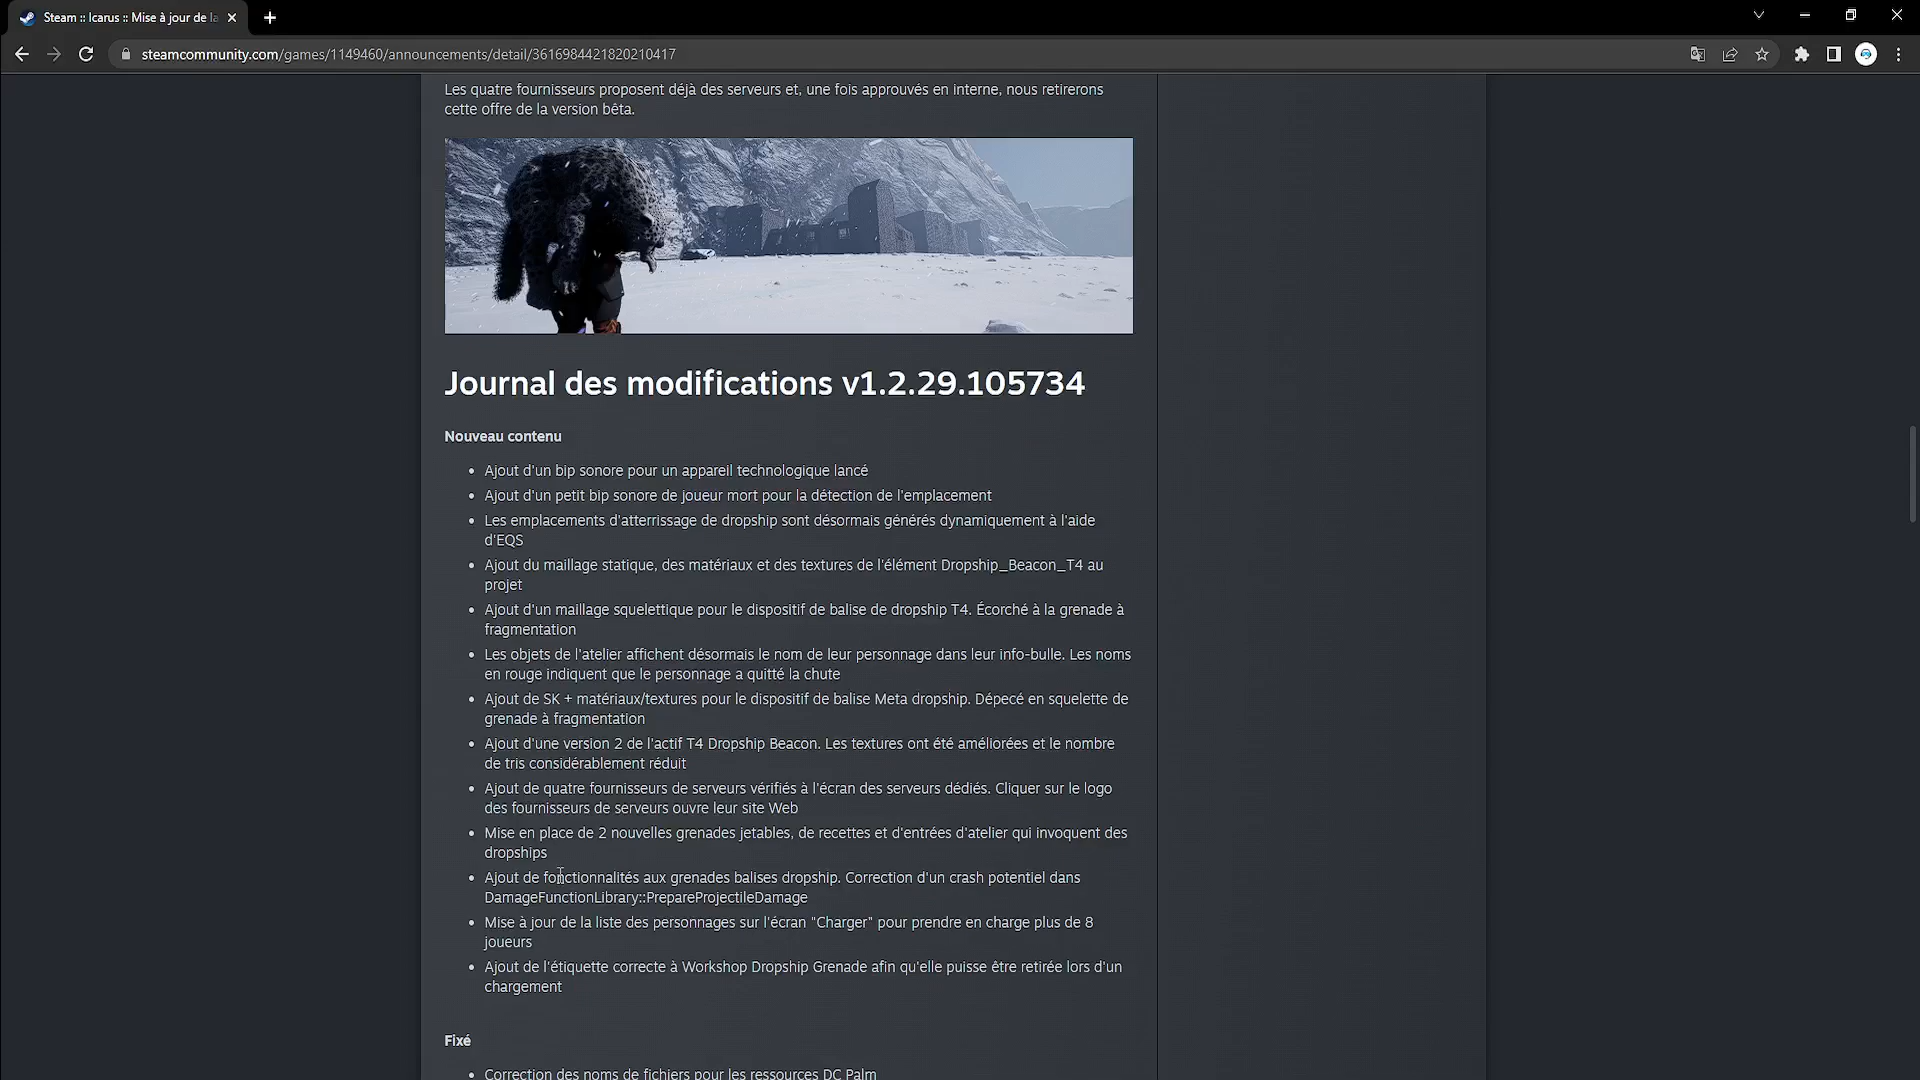 Steam :: Icarus :: Mise à jour de la
steamcommunity.com/games/1149460/announcements/detail/3616984421820210417
Les quatre fournisseurs proposent déjà des serveurs et, une fois approuvés en interne, nous retirerons
cette offre de la version bêta.
Journal des modifications v1.2.29.105734
Nouveau contenu
• Ajout d'un bip sonore pour un appareil technologique lancé
• Ajout d'un petit bip sonore de joueur mort pour la détection de l'emplacement
• Les emplacements d'atterrissage de dropship sont désormais générés dynamiquement à l'aide
d'EQS
• Ajout du maillage statique, des matériaux et des textures de l'élément Dropship_Beacon_T4 au
projet
• Ajout d'un maillage squelettique pour le dispositif de balise de dropship T4. Écorché à la grenade à
fragmentation
• Les objets de l'atelier affichent désormais le nom de leur personnage dans leur info-bulle. Les noms
en rouge indiquent que le personnage a quitté la chute
• Ajout de SK + matériaux/textures pour le dispositif de balise Meta dropship. Dépecé en squelette de
grenade à fragmentation
• Ajout d'une version 2 de l'actif T4 Dropship Beacon. Les textures ont été améliorées et le nombre
de tris considérablement réduit
• Ajout de quatre fournisseurs de serveurs vérifiés à l'écran des serveurs dédiés. Cliquer sur le logo
des fournisseurs de serveurs ouvre leur site Web
• Mise en place de 2 nouvelles grenades jetables, de recettes et d'entrées d'atelier qui invoquent des
dropships
• Ajout de fonctionnalités aux grenades balises dropship. Correction d'un crash potentiel dans
DamageFunctionLibrary::PrepareProjectileDamage
• Mise à jour de la liste des personnages sur l'écran "Charger" pour prendre en charge plus de 8
joueurs
• Ajout de l'étiquette correcte à Workshop Dropship Grenade afin qu'elle puisse être retirée lors d'un
chargement
Fixé
• Correction des noms de fichiers pour les ressources DC Palm